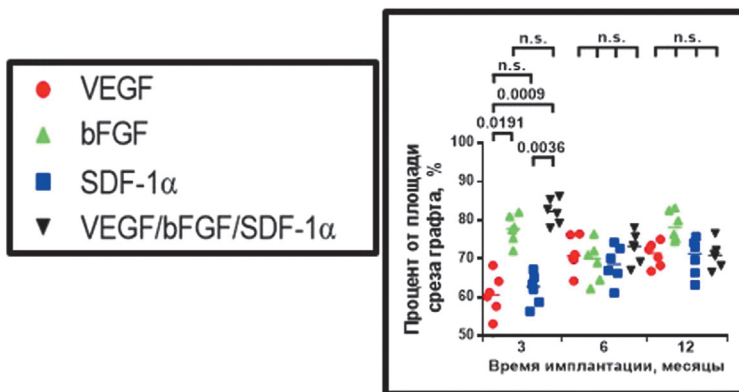 VEGF
bFGF
SDF-1α
VEGF/bFGF/SDF-1α
n.s.
n.s.
n.s.
n.s.
0.0009
0.0191
0.0036
Процент от площади
среза графта, %
100
90
80
70
60
50
3
6
12
Время имплантации, месяцы